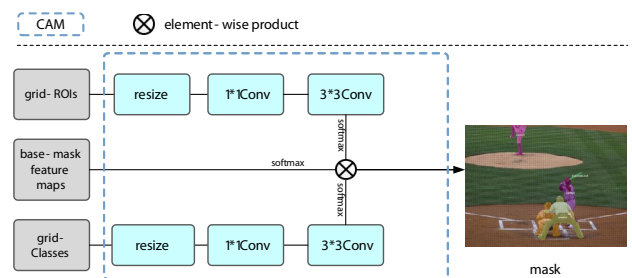 CAM
element-wise product
grid-ROIs
resize
1*1Conv
3*3Conv
softmax
base-mask
feature
maps
softmax
softmax
grid-
Classes
resize
1*1Conv
3*3Conv
mask